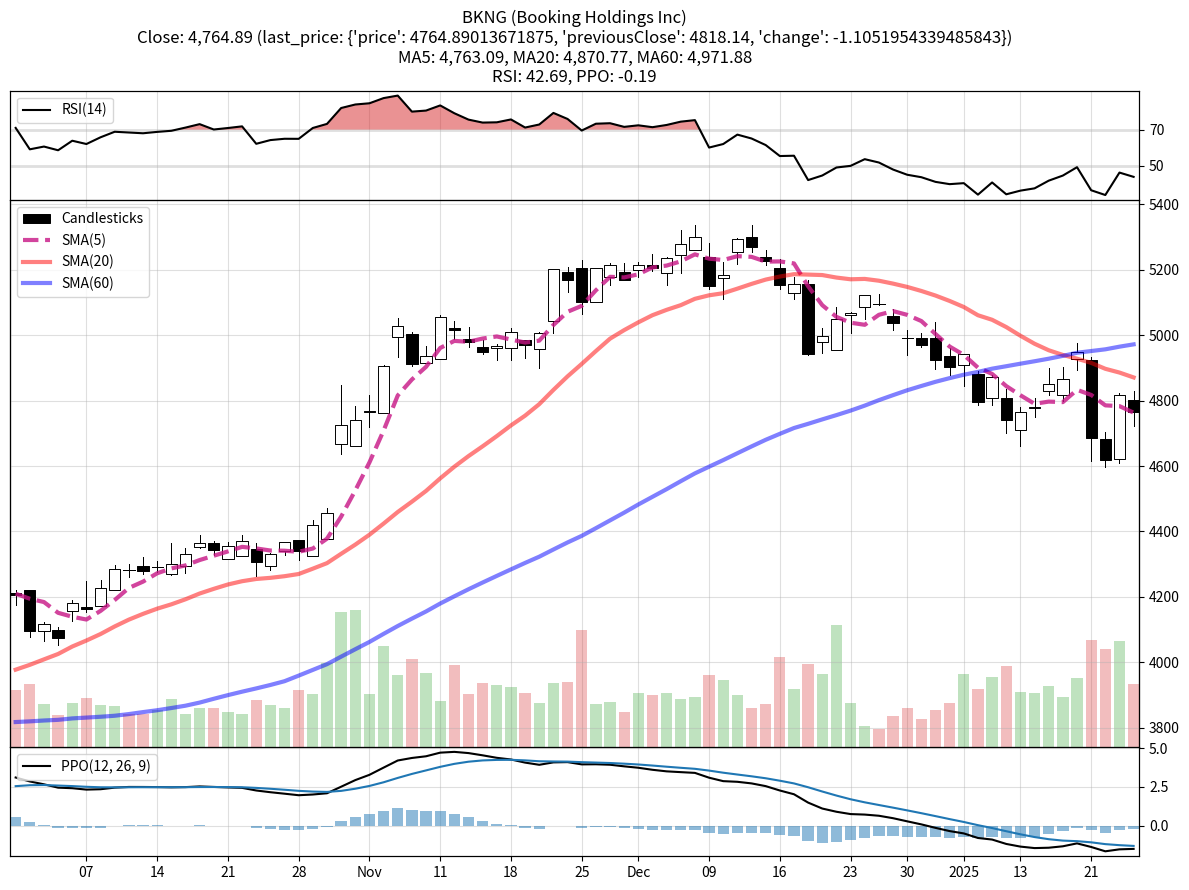 BKNG (Booking Holdings Inc)
Close: 4,764.89 (last_price: {'price': 4764.89013671875, 'previousClose': 4818.14, 'change': -1.1051954339485843})
MA5: 4,763.09, MA20: 4,870.77, MA60: 4,971.88
RSI: 42.69, PPO: -0.19
RSI(14)
70
50
Candlesticks
SMA(5)
SMA(20)
SMA(60)
5400
5200
5000
4800
4600
4400
4200
4000
3800
PPO(12, 26, 9)
5.0
2.5
0.0
07 14 21 28 Nov 11 18 25 Dec 09 16 23 30 2025 13 21